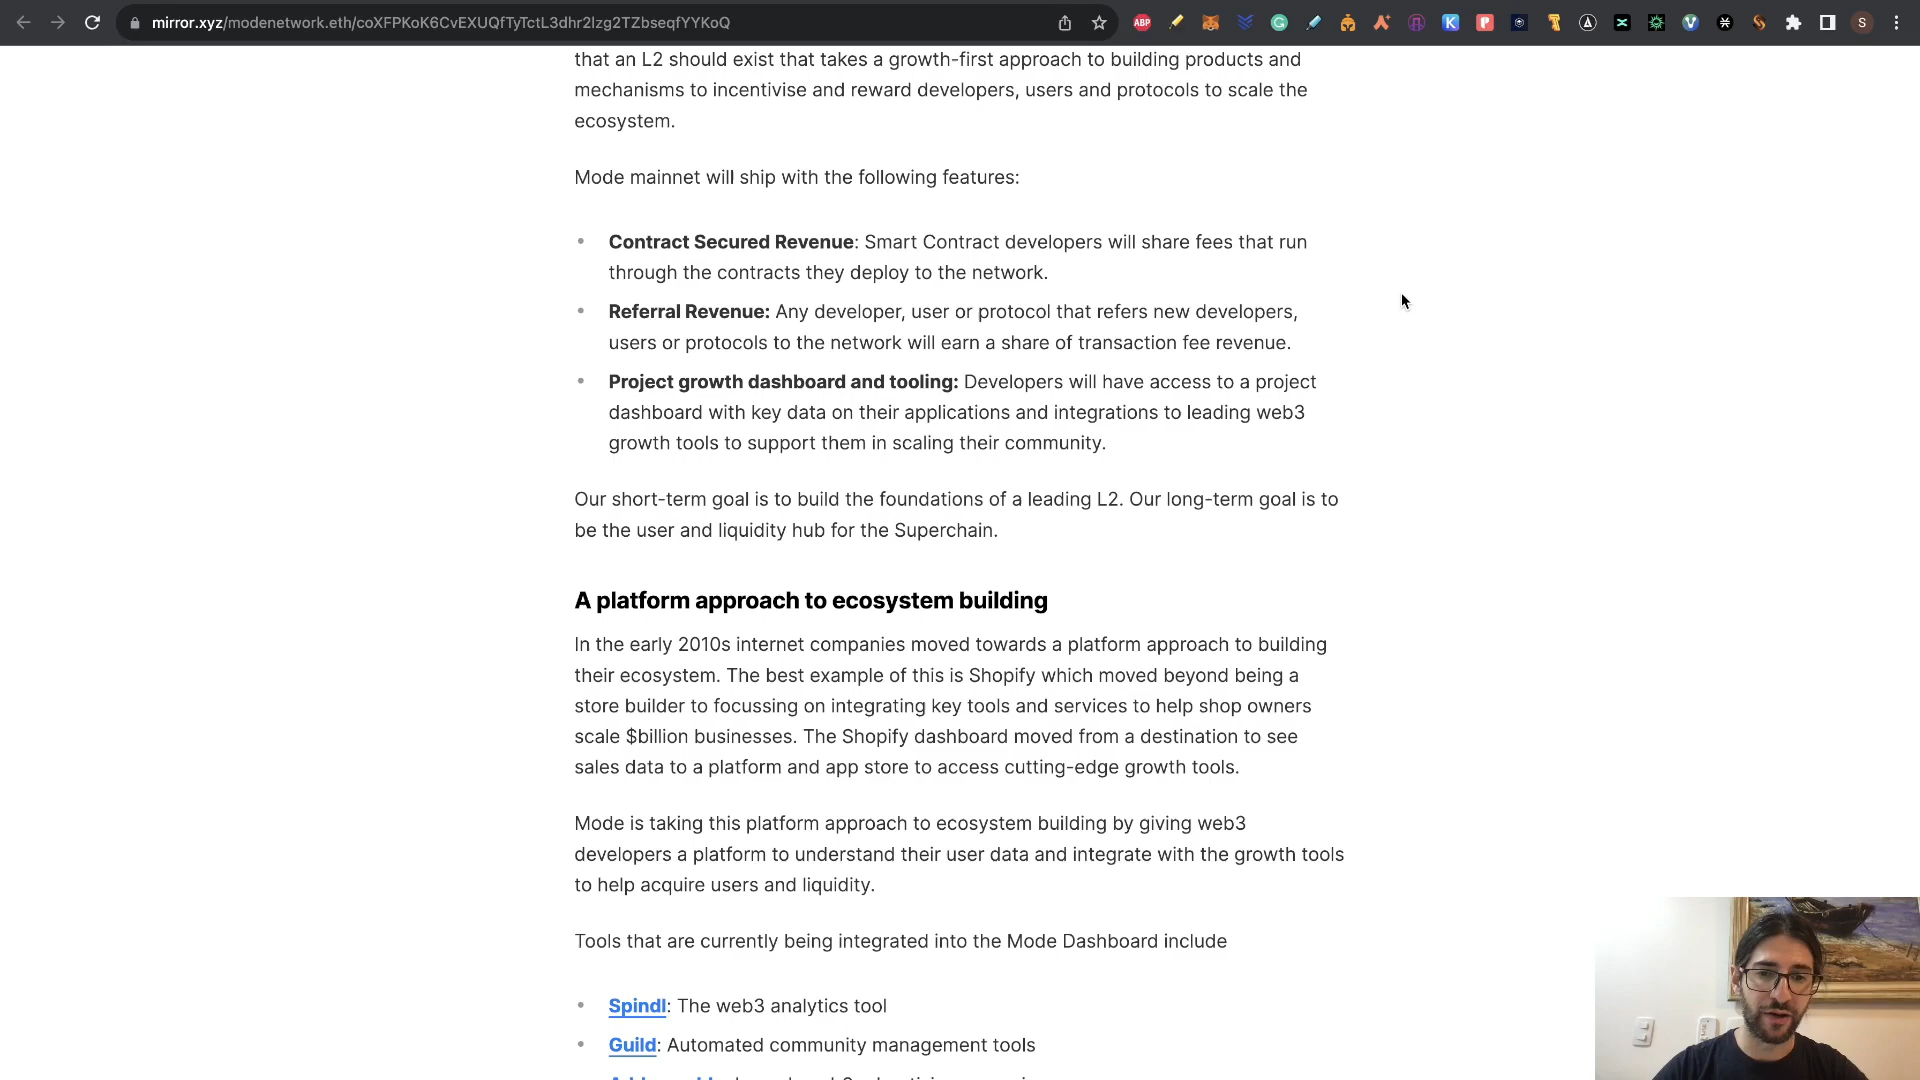 mirror.xyz/modenetwork.eth/coXFPKoK6CvEXUQfTyTctL3dhr2lzg2TZbseqfYYKoQ
that an L2 should exist that takes a growth-first approach to building products and
mechanisms to incentivise and reward developers, users and protocols to scale the
ecosystem.
Mode mainnet will ship with the following features:
• Contract Secured Revenue: Smart Contract developers will share fees that run
through the contracts they deploy to the network.
• Referral Revenue: Any developer, user or protocol that refers new developers,
users or protocols to the network will earn a share of transaction fee revenue.
• Project growth dashboard and tooling: Developers will have access to a project
dashboard with key data on their applications and integrations to leading web3
growth tools to support them in scaling their community.
Our short-term goal is to build the foundations of a leading L2. Our long-term goal is to
be the user and liquidity hub for the Superchain.
A platform approach to ecosystem building
In the early 2010s internet companies moved towards a platform approach to building
their ecosystem. The best example of this is Shopify which moved beyond being a
store builder to focussing on integrating key tools and services to help shop owners
scale $billion businesses. The Shopify dashboard moved from a destination to see
sales data to a platform and app store to access cutting-edge growth tools.
Mode is taking this platform approach to ecosystem building by giving web3
developers a platform to understand their user data and integrate with the growth tools
to help acquire users and liquidity.
Tools that are currently being integrated into the Mode Dashboard include
• Spindl: The web3 analytics tool
• Guild: Automated community management tools